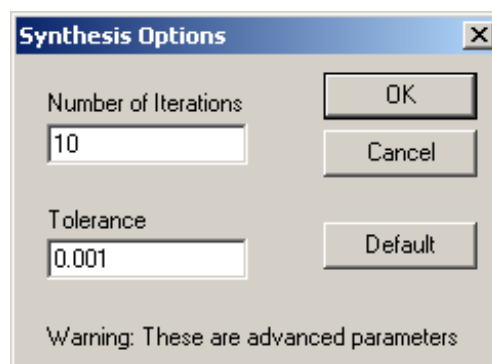 Synthesis Options
Number of Iterations
10
OK
Cancel
Tolerance
0.001
Default
Warning: These are advanced parameters